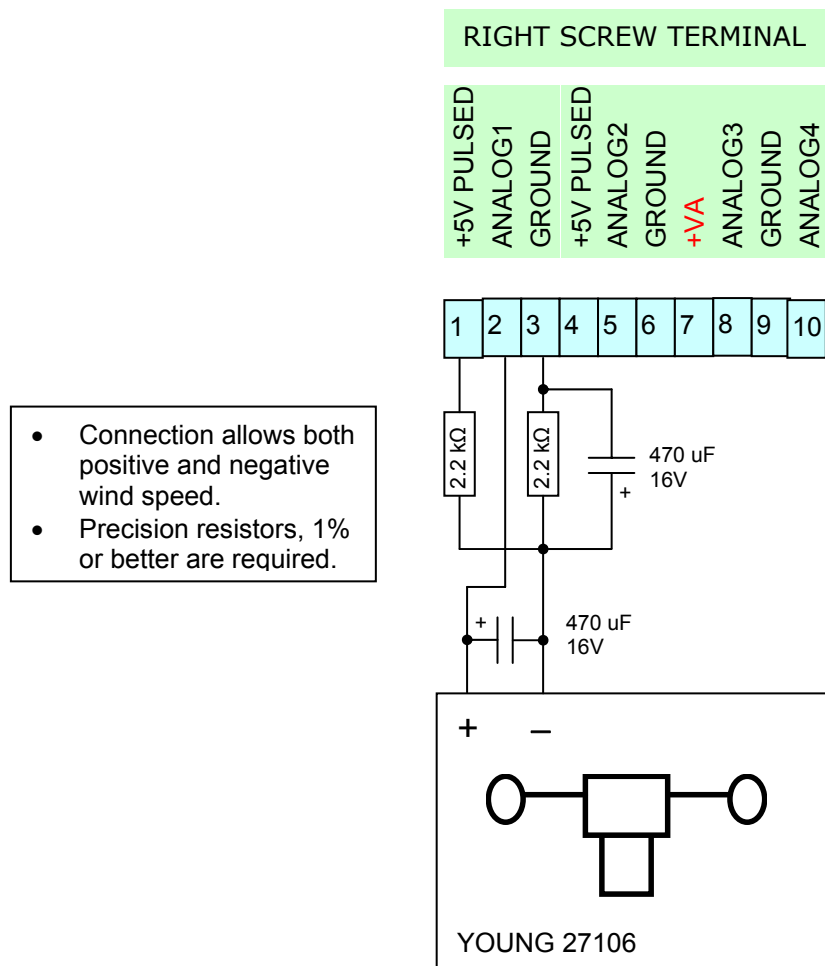 RIGHT SCREW TERMINAL
+5V PULSED
ANALOG1
GROUND
+5V PULSED
ANALOG2
GROUND
+VA
ANALOG3
GROUND
ANALOG4
1 2 3 4 5 6 7 8 9 10
• Connection allows both
positive and negative
wind speed.
• Precision resistors, 1%
or better are required.
2.2 kΩ
2.2 kΩ
470 uF
16V
+
+
470 uF
16V
+ –
YOUNG 27106